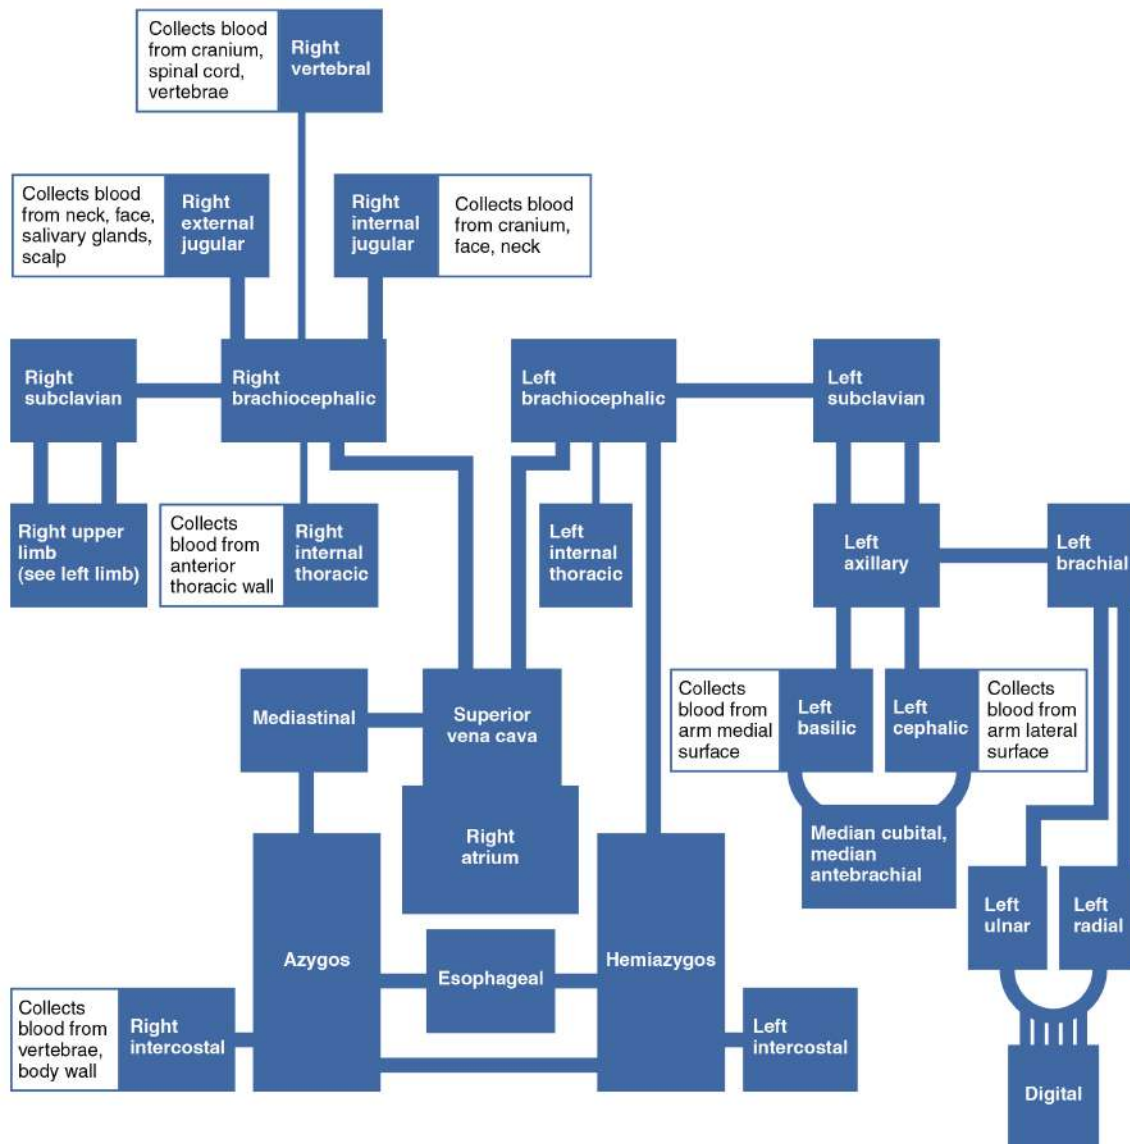 Collects blood
from cranium,
spinal cord,
vertebrae
Right
vertebral
Collects blood
from neck, face,
salivary glands,
scalp
Right
external
jugular
Right
internal
jugular
Collects blood
from cranium,
face, neck
Right
subclavian
Right
brachiocephalic
Left
brachiocephalic
Left
subclavian
Right upper
limb
(see left limb)
Collects
blood from
anterior
thoracic wall
Right
internal
thoracic
Left
internal
thoracic
Left
axillary
Left
brachial
Mediastinal
Superior
vena cava
Collects
blood from
arm medial
surface
Left
basilic
Left
cephalic
Collects
blood from
arm lateral
surface
Right
atrium
Median cubital,
median
antebrachial
Left
ulnar
Left
radial
Azygos
Esophageal
Hemiazygos
Collects
blood from
vertebrae,
body wall
Right
intercostal
Left
intercostal
Digital